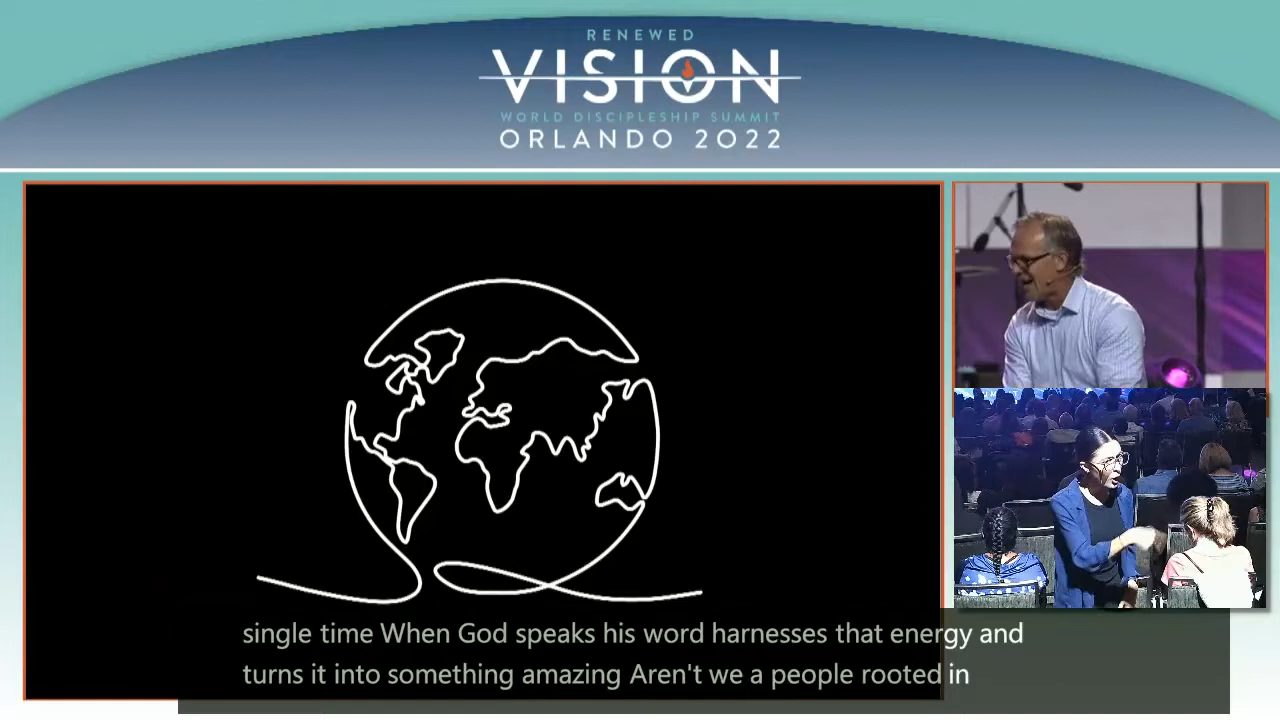 RENEWED
VISION
WORLD DISCIPLESHIP SUMMIT
ORLANDO 2022
single time When God speaks his word harnesses that energy and
turns it into something amazing Aren't we a people rooted in